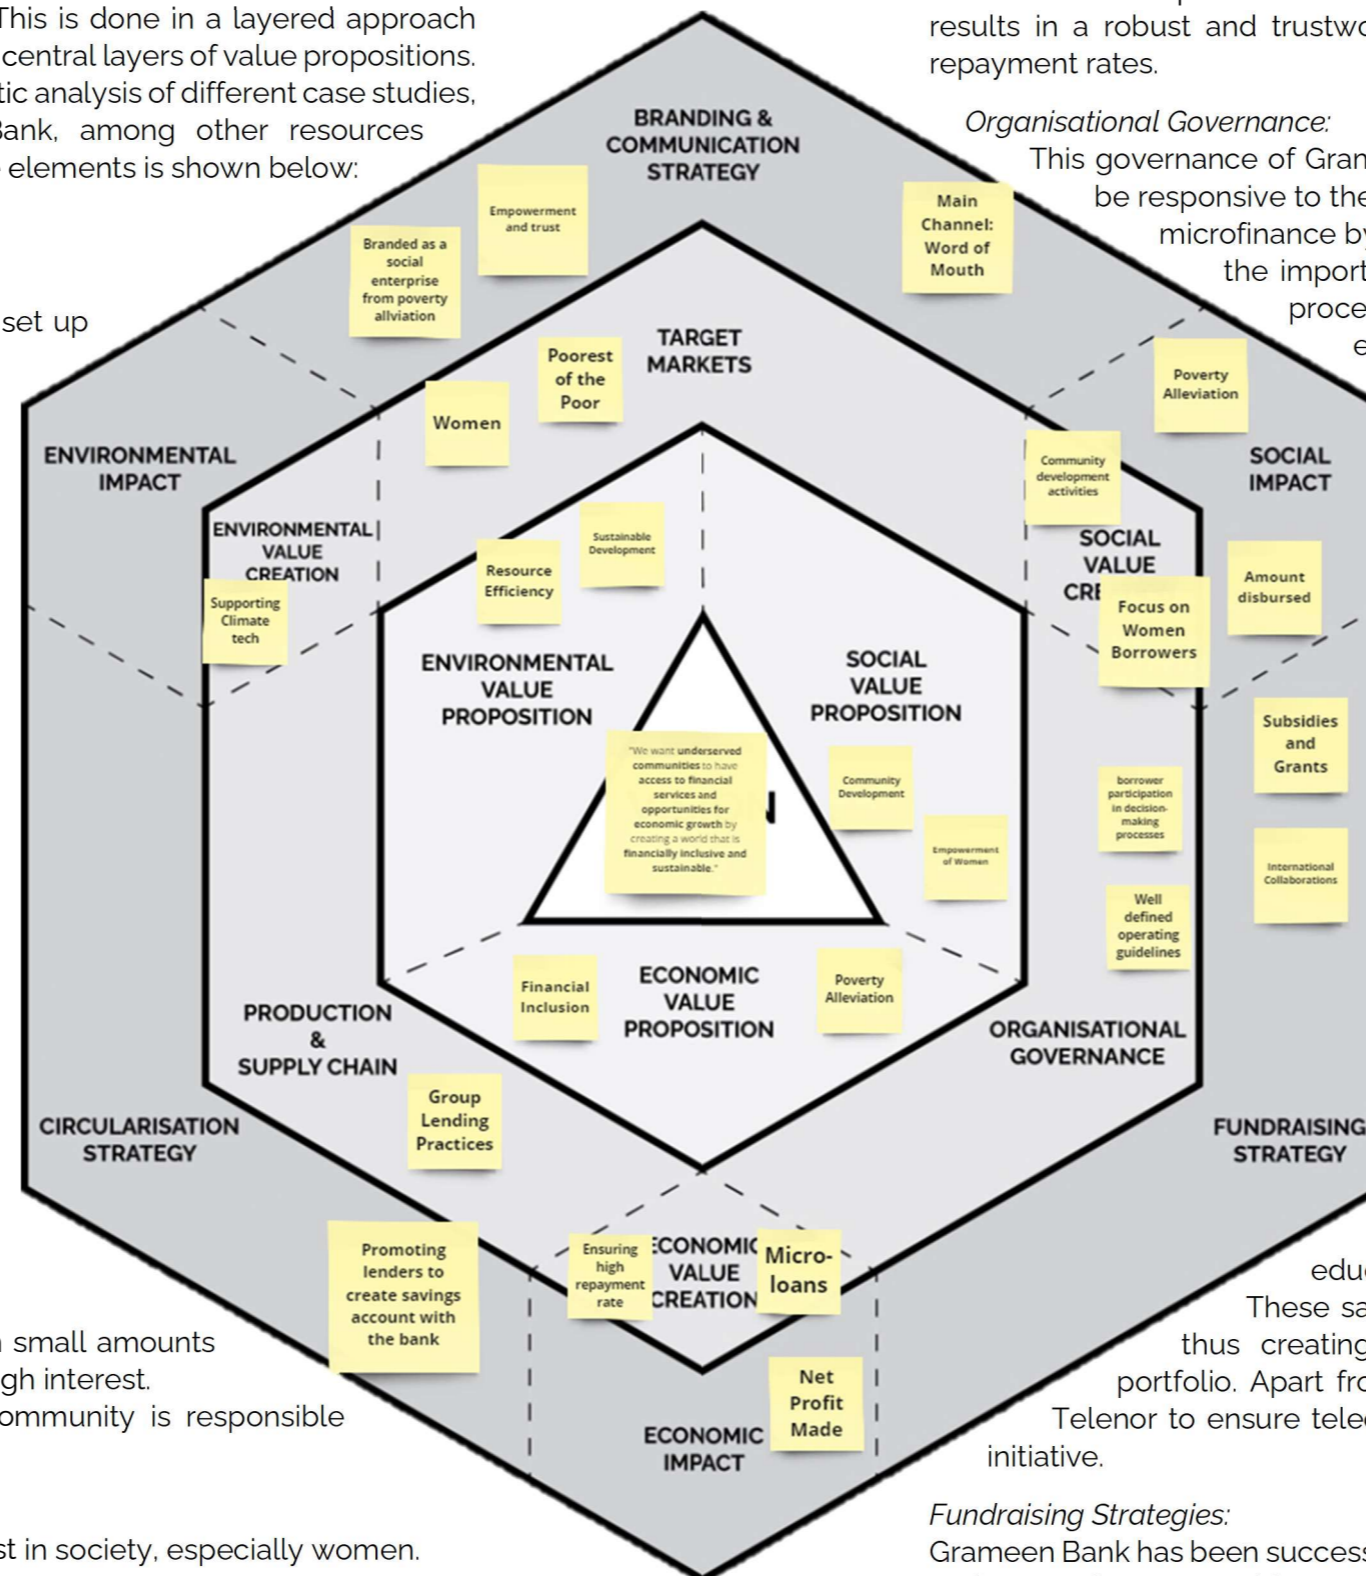 This is done in a layered approach
central layers of value propositions.
tic analysis of different case studies,
Bank, among other resources
elements is shown below:
set up
results in a robust and trustwo
repayment rates.
Organisational Governance:
This governance of Gran
be responsive to the
microfinance by
the import
proce
e
BRANDING &
COMMUNICATION
STRATEGY
Empowerment
and trust
Branded as a
social
enterprise
from poverty
allviation
Main
Channel:
Word of
Mouth
TARGET
MARKETS
Poorest
of the
Poor
Women
Poverty
Alleviation
ENVIRONMENTAL
IMPACT
SOCIAL
IMPACT
Community
development
activities
ENVIRONMENTAL
VALUE
CREATION
Supporting
Climate
tech
SOCIAL
VALUE
CRE
Focus on
Women
Borrowers
Amount
disbursed
Sustainable
Development
Resource
Efficiency
ENVIRONMENTAL
VALUE
PROPOSITION
SOCIAL
VALUE
PROPOSITION
"We want underserved
communities to have
access to financial
services and
opportunities for
economic growth by
creating a world that is
financially inclusive and
sustainable."
N
Community
Development
Empowerment
of Women
Subsidies
and
Grants
borrower
participation
in decision-
making
processes
International
Collaborations
Well
defined
operating
guidelines
Financial
Inclusion
ECONOMIC
VALUE
PROPOSITION
Poverty
Alleviation
PRODUCTION
&
SUPPLY CHAIN
ORGANISATIONAL
GOVERNANCE
Group
Lending
Practices
CIRCULARISATION
STRATEGY
FUNDRAISING
STRATEGY
Promoting
lenders to
create savings
account with
the bank
Ensuring
high
repayment
rate
ECONOMIC
VALUE
CREATION
Micro-
loans
Net
Profit
Made
ECONOMIC
IMPACT
small amounts
gh interest.
ommunity is responsible
st in society, especially women.
edu
These sa
thus creating
portfolio. Apart fro
Telenor to ensure tele
initiative.
Fundraising Strategies:
Grameen Bank has been success